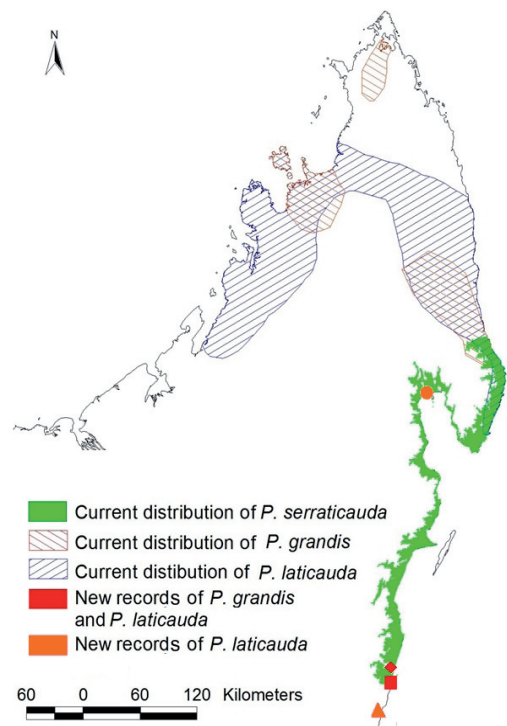 N
Current distribution of P. serraticauda
Current distribution of P. grandis
Current distibution of P. laticauda
New records of P. grandis
and P. laticauda
New records of P. laticauda
60 0 60 120 Kilometers